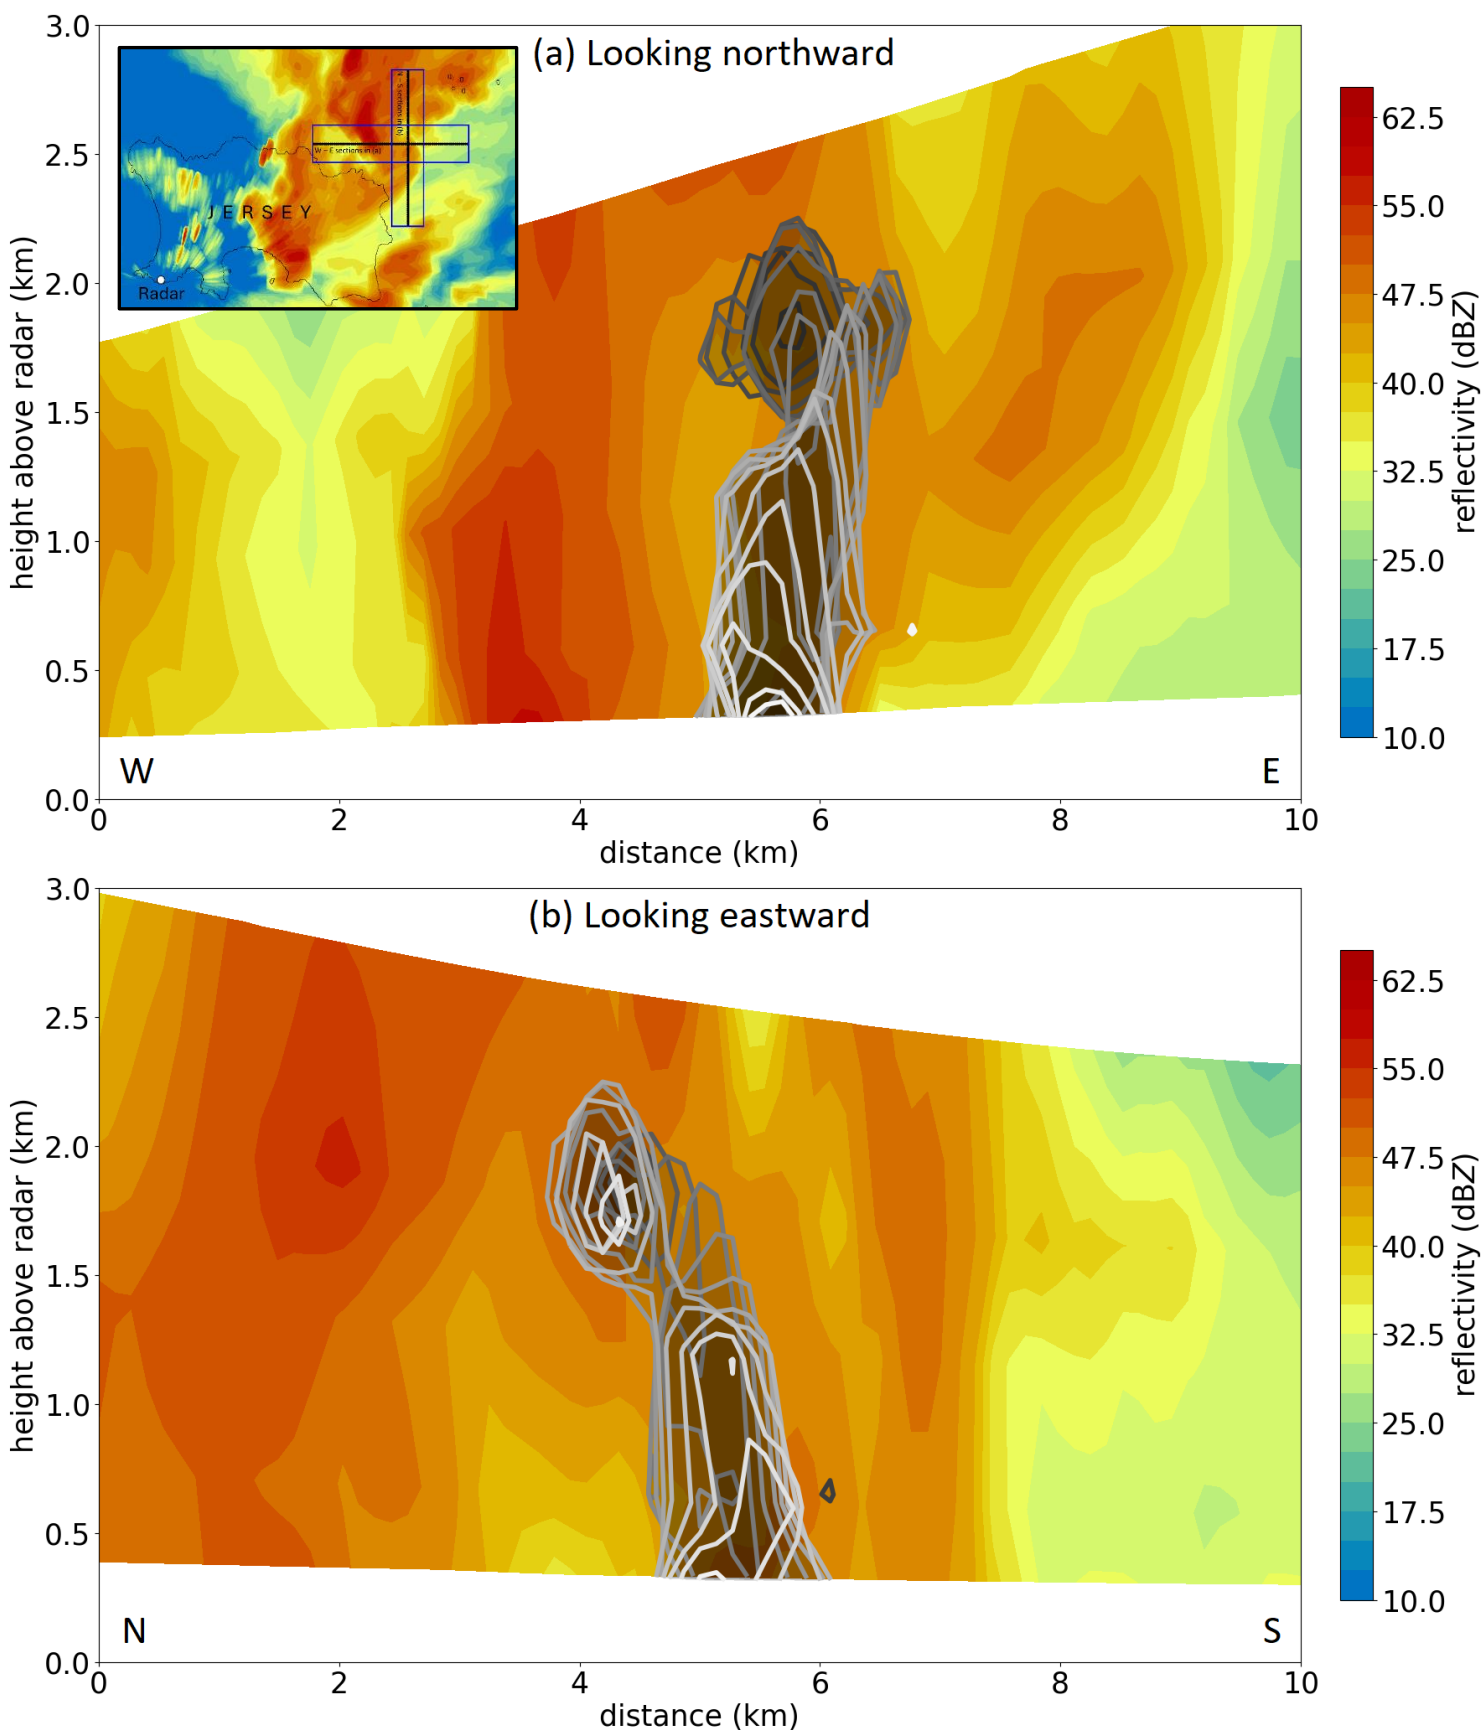 (a) Looking northward
3.0
2.5
2.0
1.5
1.0
0.5
0.0
height above radar (km)
N – S sections in (b)
W – E sections in (a)
JERSEY
Radar
W
E
0
2
4
6
8
10
distance (km)
62.5
55.0
47.5
40.0
32.5
25.0
17.5
10.0
reflectivity (dBZ)
(b) Looking eastward
3.0
2.5
2.0
1.5
1.0
0.5
0.0
height above radar (km)
N
S
0
2
4
6
8
10
distance (km)
62.5
55.0
47.5
40.0
32.5
25.0
17.5
10.0
reflectivity (dBZ)